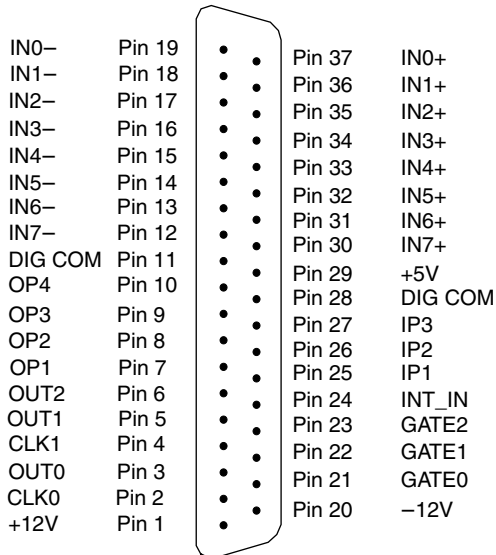 IN0– Pin 19
Pin 37 IN0+
IN1– Pin 18
Pin 36 IN1+
IN2– Pin 17
Pin 35 IN2+
IN3– Pin 16
Pin 34 IN3+
IN4– Pin 15
Pin 33 IN4+
IN5– Pin 14
Pin 32 IN5+
IN6– Pin 13
Pin 31 IN6+
IN7– Pin 12
Pin 30 IN7+
DIG COM Pin 11
Pin 29 +5V
OP4 Pin 10
Pin 28 DIG COM
OP3 Pin 9
Pin 27 IP3
OP2 Pin 8
Pin 26 IP2
OP1 Pin 7
Pin 25 IP1
OUT2 Pin 6
Pin 24 INT_IN
OUT1 Pin 5
Pin 23 GATE2
CLK1 Pin 4
Pin 22 GATE1
OUT0 Pin 3
Pin 21 GATE0
CLK0 Pin 2
Pin 20 –12V
+12V Pin 1